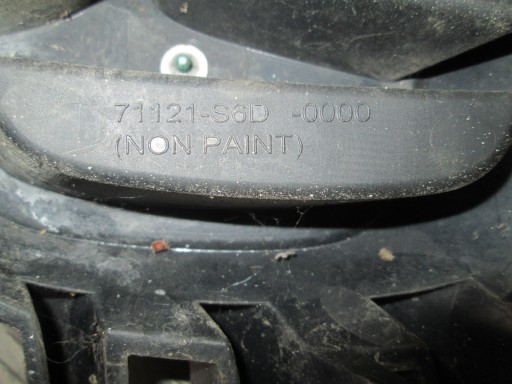 71121-S6D -0000
(NON PAINT)